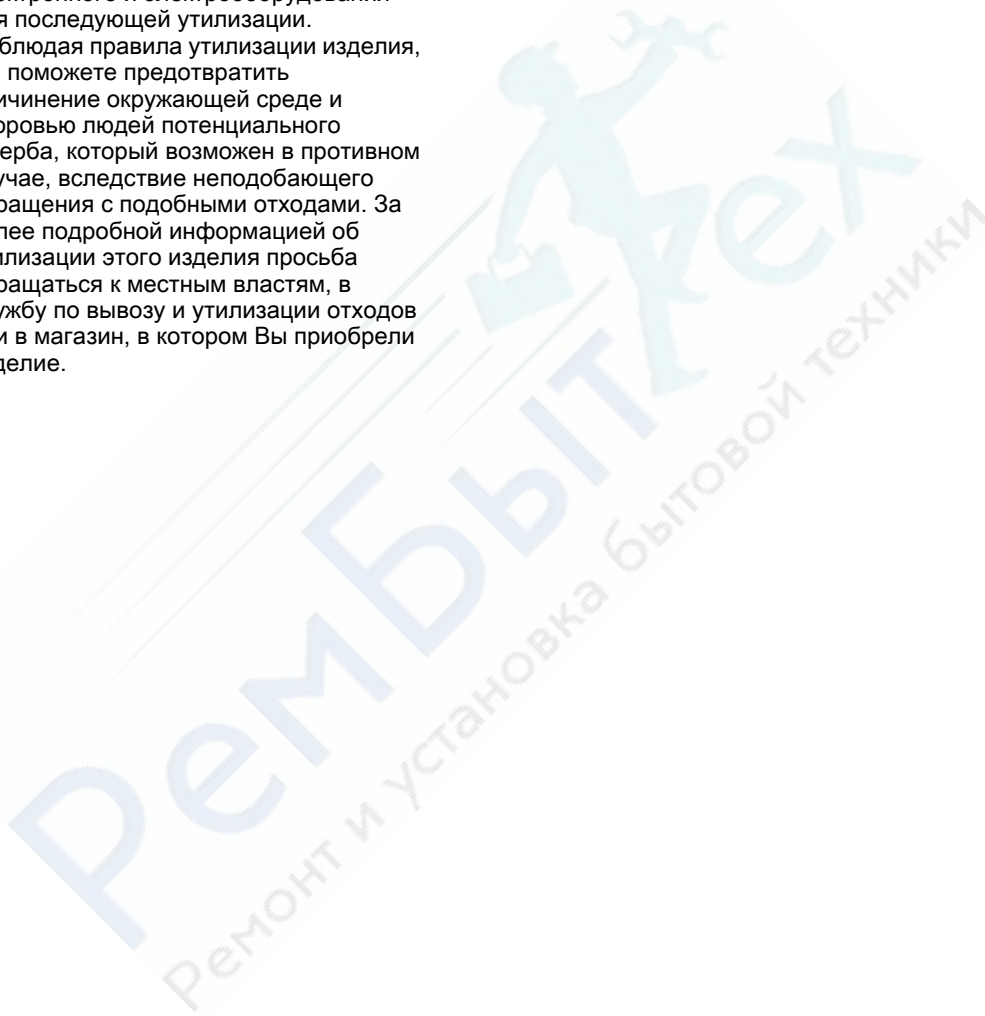 я последующей утилизации.
блюдая правила утилизации изделия,
поможете предотвратить
ичинение окружающей среде и
оровью людей потенциального
ерба, который возможен в противном
учае, вследствие неподобающего
ращения с подобными отходами. За
лее подробной информацией об
илизации этого изделия просьба
ращаться к местным властям, в
ужбу по вывозу и утилизации отходов
и в магазин, в котором Вы приобрели
делие.
РемБытТех
Ремонт и установка бытовой техники